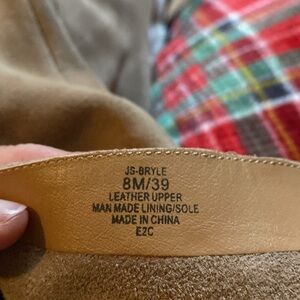 JS-BRYLE
8M/39
LEATHER UPPER
MAN MADE LINING/SOLE
MADE IN CHINA
E2C